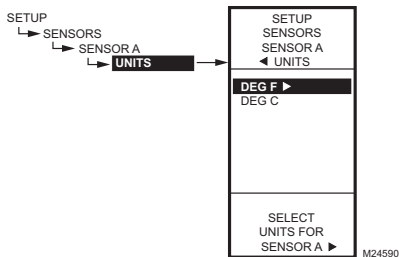 SETUP
SENSORS
SENSOR A
UNITS
SETUP
SENSORS
SENSOR A
◄ UNITS
DEG F ►
DEG C
SELECT
UNITS FOR
SENSOR A ►
M24590